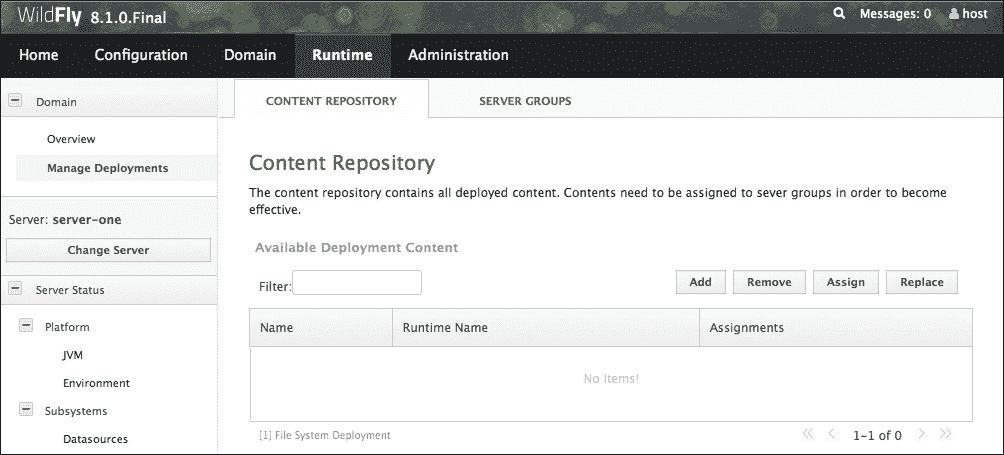 WildFly 8.1.0.Final
Messages: 0
host
Home Configuration Domain Runtime Administration
Domain
Overview
Manage Deployments
Server: server-one
Change Server
Server Status
Platform
JVM
Environment
Subsystems
Datasources
CONTENT REPOSITORY SERVER GROUPS
Content Repository
The content repository contains all deployed content. Contents need to be assigned to sever groups in order to become
effective.
Available Deployment Content
Filter:
Add Remove Assign Replace
Name Runtime Name Assignments
No Items!
[1] File System Deployment
1-1 of 0